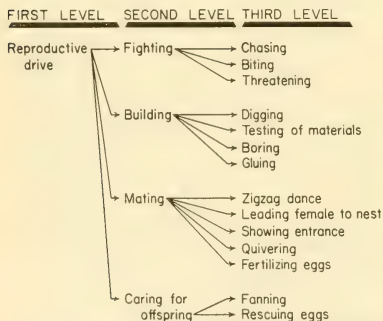 FIRST LEVEL SECOND LEVEL THIRD LEVEL
Reproductive drive
Fighting
Chasing
Biting
Threatening
Building
Digging
Testing of materials
Boring
Gluing
Mating
Zigzag dance
Leading female to nest
Showing entrance
Quivering
Fertilizing eggs
Caring for offspring
Fanning
Rescuing eggs